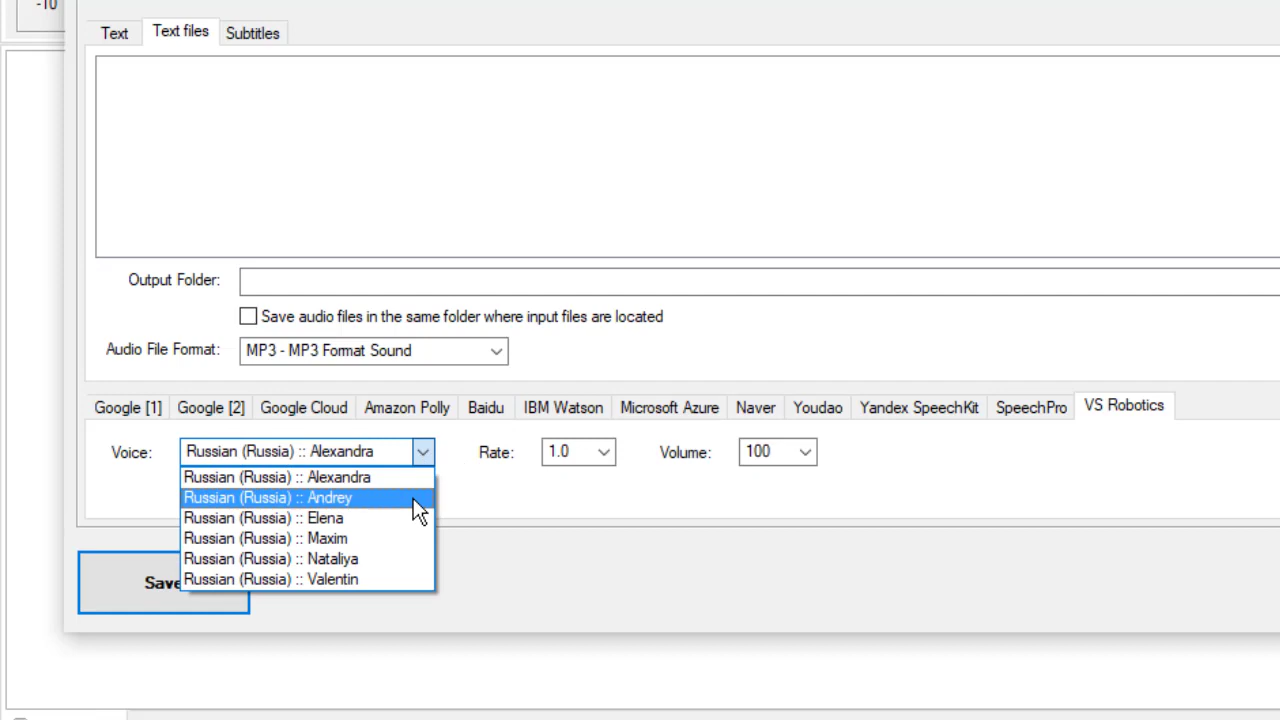 -10
Text Text files Subtitles
Output Folder:
Save audio files in the same folder where input files are located
Audio File Format: MP3 - MP3 Format Sound
Google [1] Google [2] Google Cloud Amazon Polly Baidu IBM Watson Microsoft Azure Naver Youdao Yandex SpeechKit SpeechPro VS Robotics
Voice: Russian (Russia) :: Alexandra Rate: 1.0 Volume: 100
Russian (Russia) :: Alexandra
Russian (Russia) :: Andrey
Russian (Russia) :: Elena
Russian (Russia) :: Maxim
Russian (Russia) :: Nataliya
Russian (Russia) :: Valentin
Save